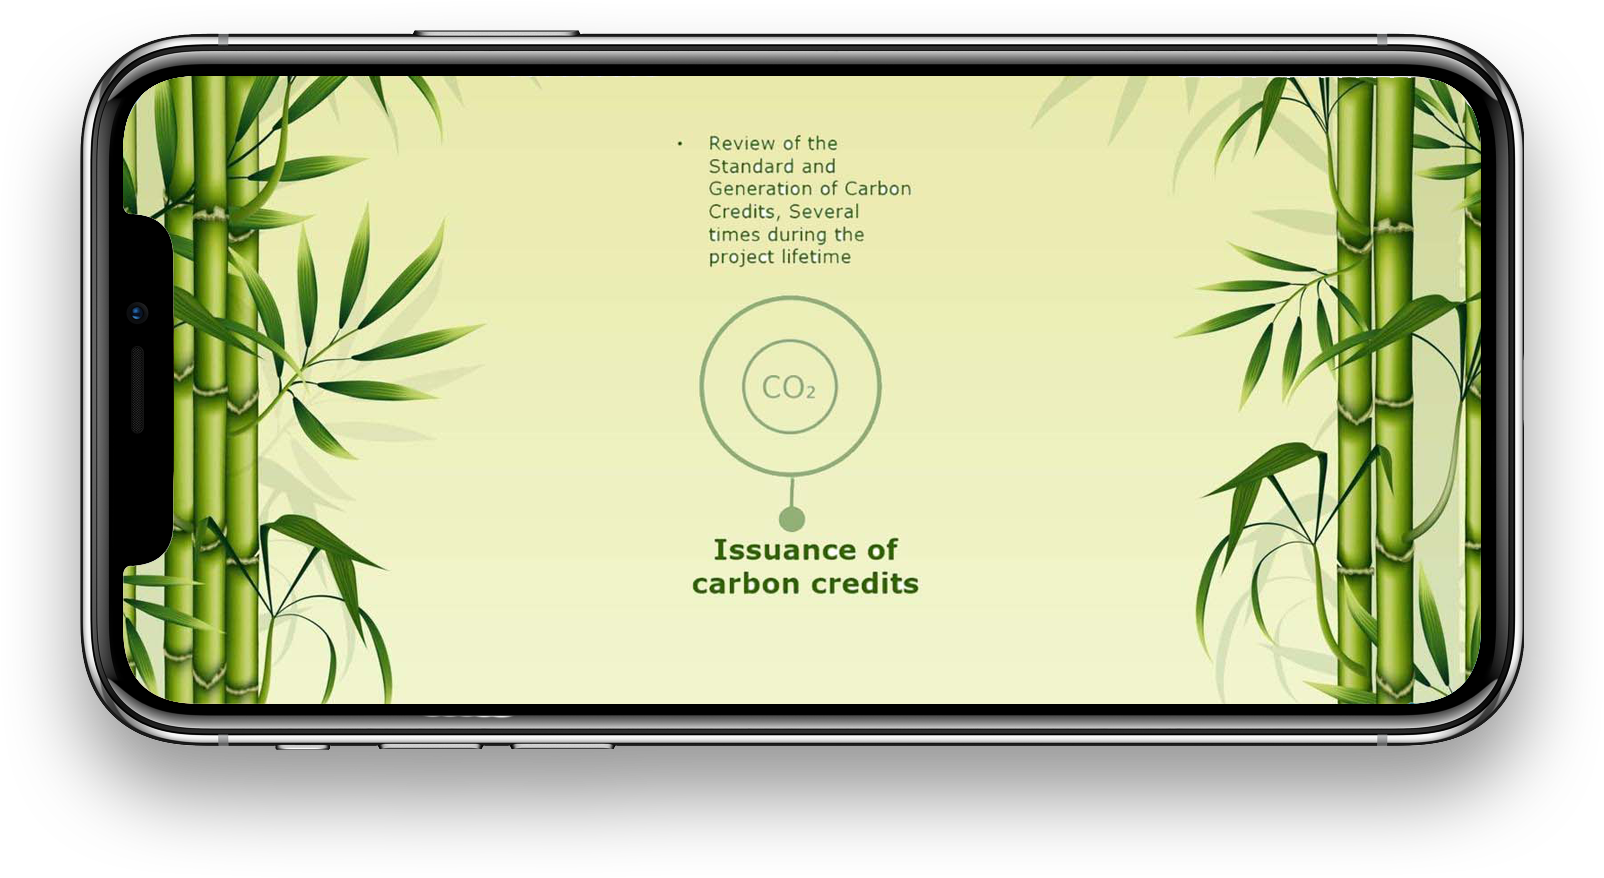 • Review of the
Standard and
Generation of Carbon
Credits, Several
times during the
project lifetime
CO₂
Issuance of
carbon credits